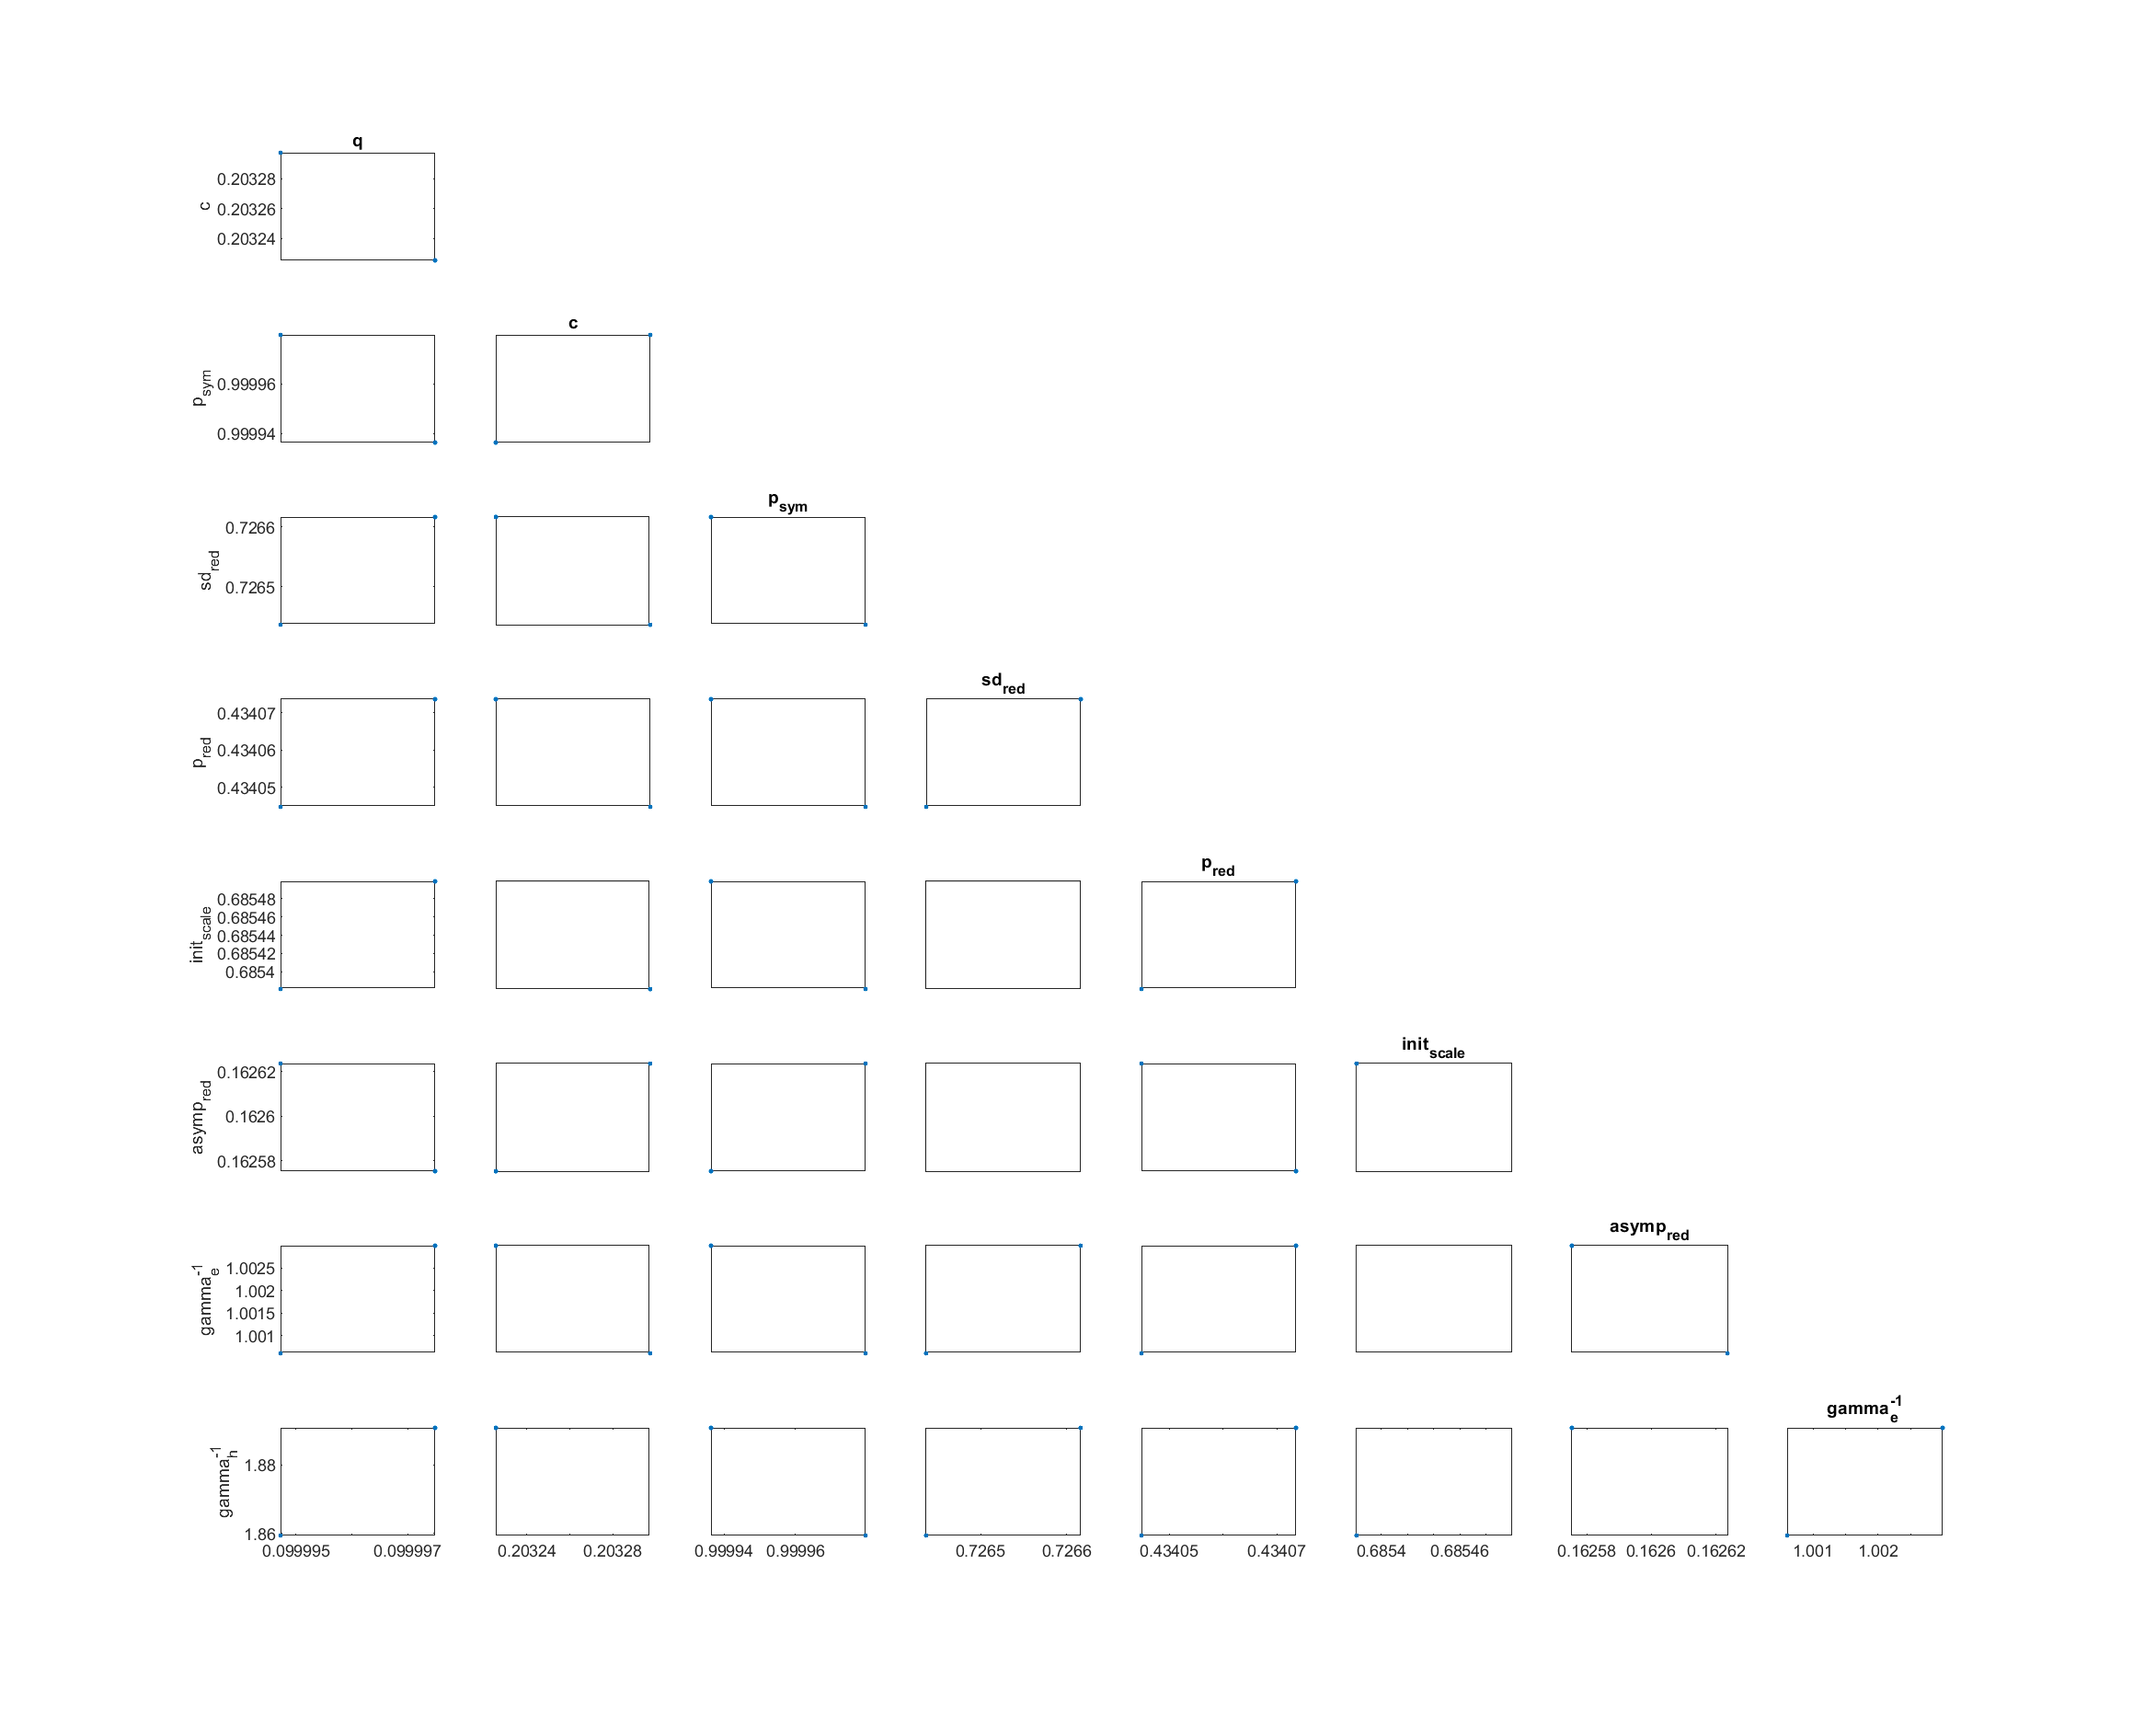 q
c
0.20328
0.20326
0.20324
c
p_sym
0.99996
0.99994
p_sym
sd_red
0.7266
0.7265
sd_red
p_red
0.43407
0.43406
0.43405
p_red
init_scale
0.68548
0.68546
0.68544
0.68542
0.6854
init_scale
asymp_red
0.16262
0.1626
0.16258
asymp_red
gamma_e^-1
1.0025
1.002
1.0015
1.001
gamma_e^-1
gamma_h^-1
1.88
1.86
0.099995 0.099997 0.20324 0.20328 0.99994 0.99996 0.7265 0.7266 0.43405 0.43407 0.6854 0.68546 0.16258 0.1626 0.16262 1.001 1.002